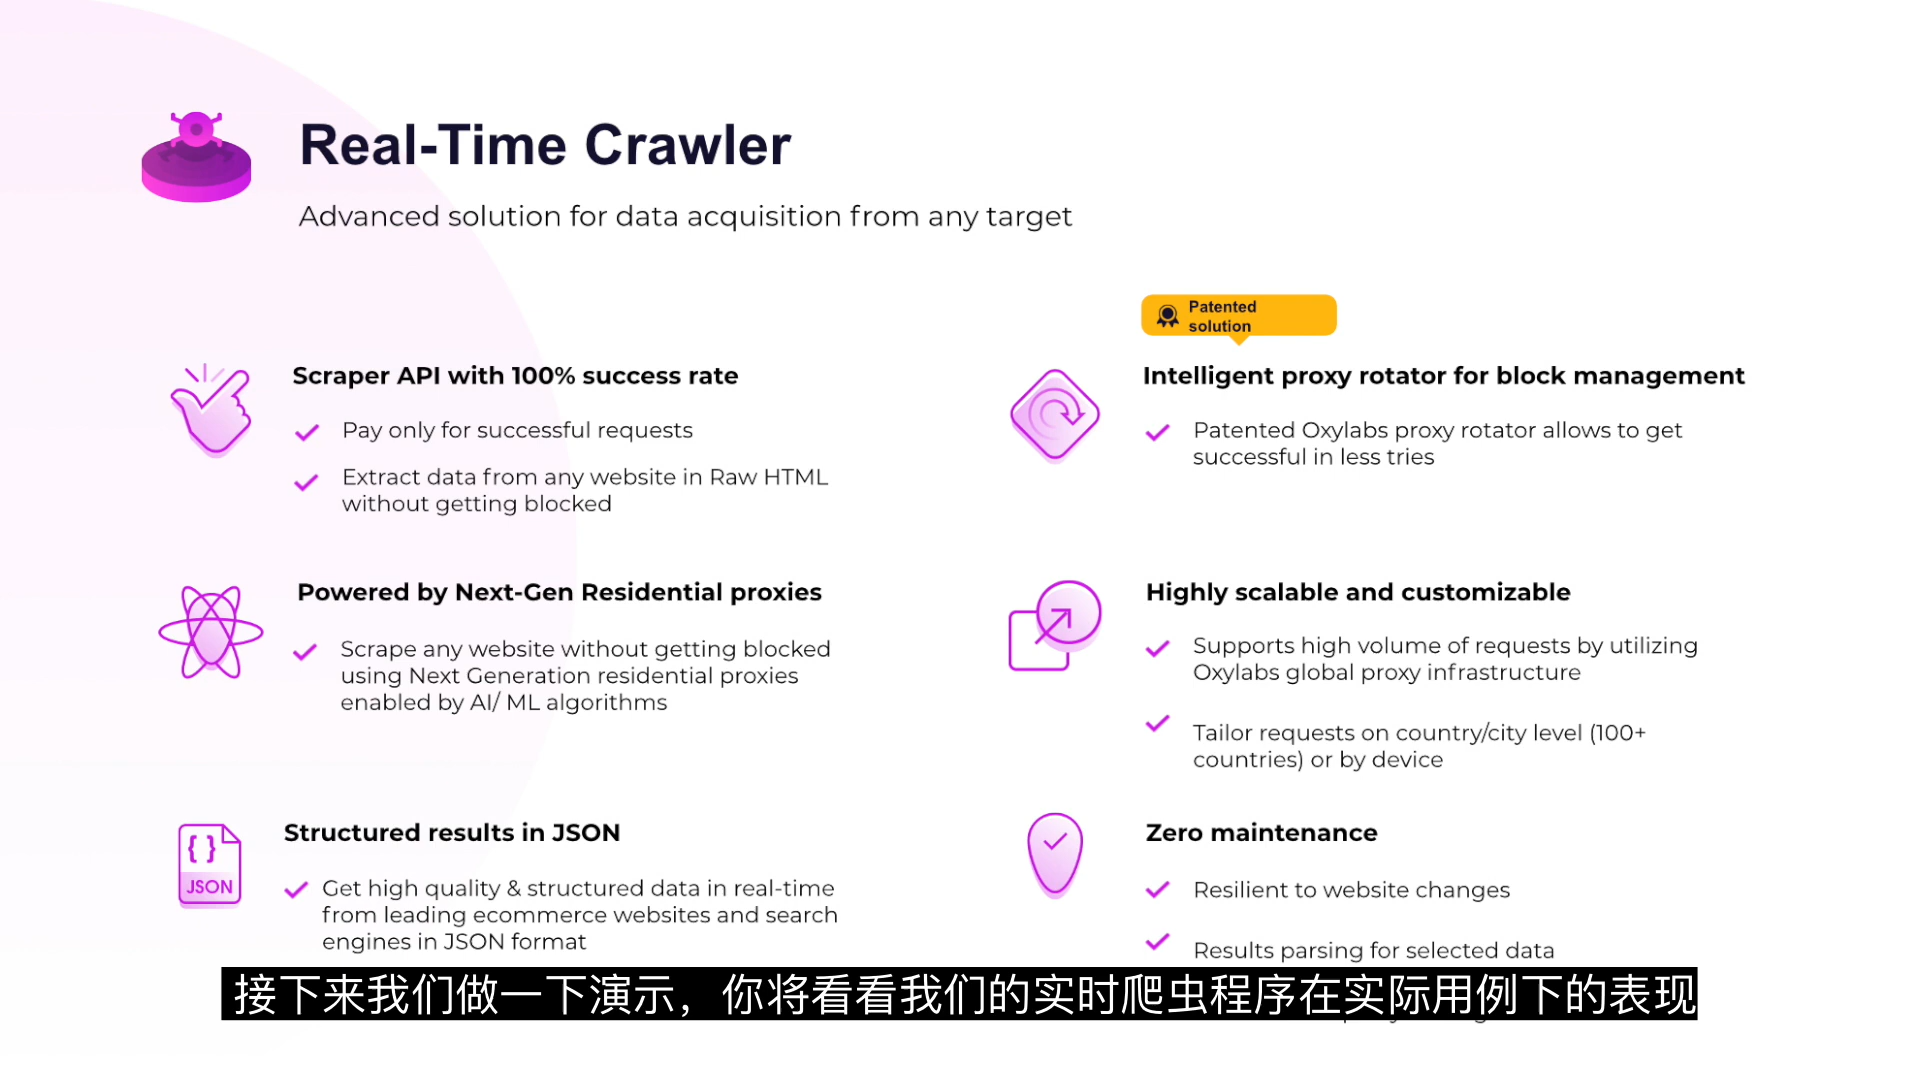 Real-Time Crawler
Advanced solution for data acquisition from any target
Patented
solution
Scraper API with 100% success rate
Pay only for successful requests
Extract data from any website in Raw HTML
without getting blocked
Intelligent proxy rotator for block management
Patented Oxylabs proxy rotator allows to get
successful in less tries
Powered by Next-Gen Residential proxies
Scrape any website without getting blocked
using Next Generation residential proxies
enabled by AI/ ML algorithms
Highly scalable and customizable
Supports high volume of requests by utilizing
Oxylabs global proxy infrastructure
Tailor requests on country/city level (100+
countries) or by device
{ }
JSON
Structured results in JSON
Get high quality & structured data in real-time
from leading ecommerce websites and search
engines in JSON format
Zero maintenance
Resilient to website changes
Results parsing for selected data
接下来我们做一下演示，你将看看我们的实时爬虫程序在实际用例下的表现